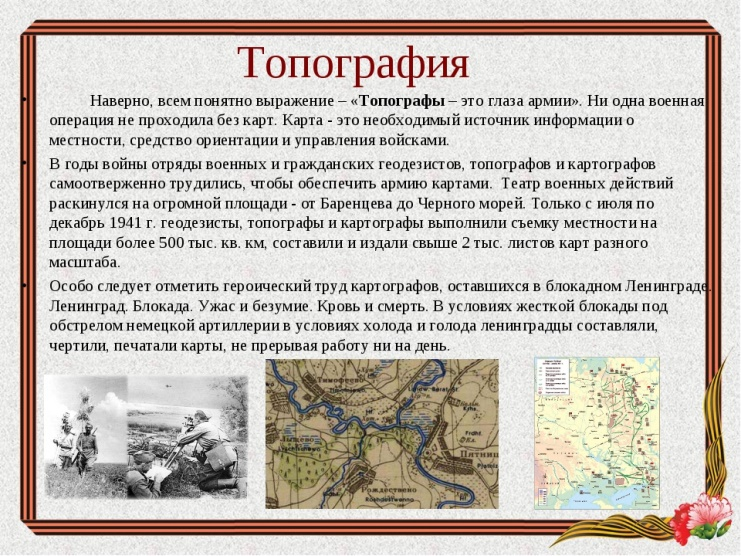 Топография
Наверно, всем понятно выражение – «Топографы – это глаза армии». Ни одна военная
операция не проходила без карт. Карта - это необходимый источник информации о
местности, средство ориентации и управления войсками.
В годы войны отряды военных и гражданских геодезистов, топографов и картографов
самоотверженно трудились, чтобы обеспечить армию картами. Театр военных действий
раскинулся на огромной площади - от Баренцева до Черного морей. Только с июля по
декабрь 1941 г. геодезисты, топографы и картографы выполнили съемку местности на
площади более 500 тыс. кв. км, составили и издали свыше 2 тыс. листов карт разного
масштаба.
Особо следует отметить героический труд картографов, оставшихся в блокадном Ленинграде.
Ленинград. Блокада. Ужас и безумие. Кровь и смерть. В условиях жесткой блокады под
обстрелом немецкой артиллерии в условиях холода и голода ленинградцы составляли,
чертили, печатали карты, не прерывая работу ни на день.
Тимофеево
Рождествено
Roshdestwenno